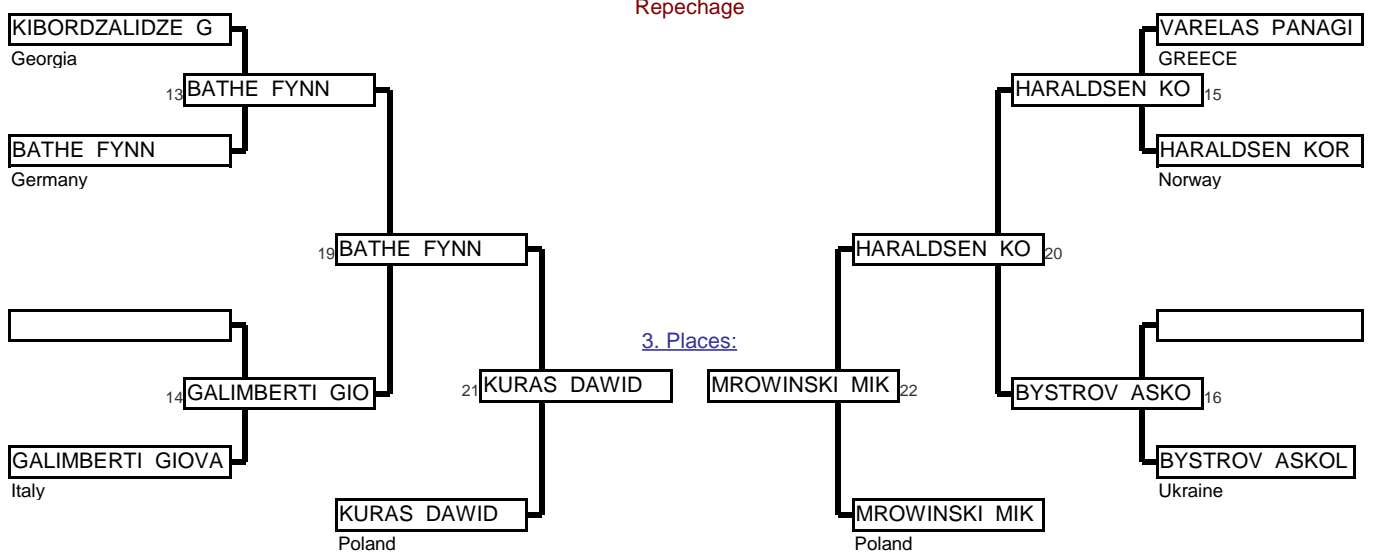 Repechage
KIBORDZALIDZE G
Georgia
13 BATHE FYNN
BATHE FYNN
Germany
19 BATHE FYNN
14 GALIMBERTI GIO
GALIMBERTI GIOVA
Italy
21 KURAS DAWID
KURAS DAWID
Poland
3. Places:
VARELAS PANAGI
GREECE
HARALDSEN KO 15
HARALDSEN KOR
Norway
HARALDSEN KO 20
MROWINSKI MIK 22
BYSTROV ASKO 16
BYSTROV ASKOL
Ukraine
MROWINSKI MIK
Poland